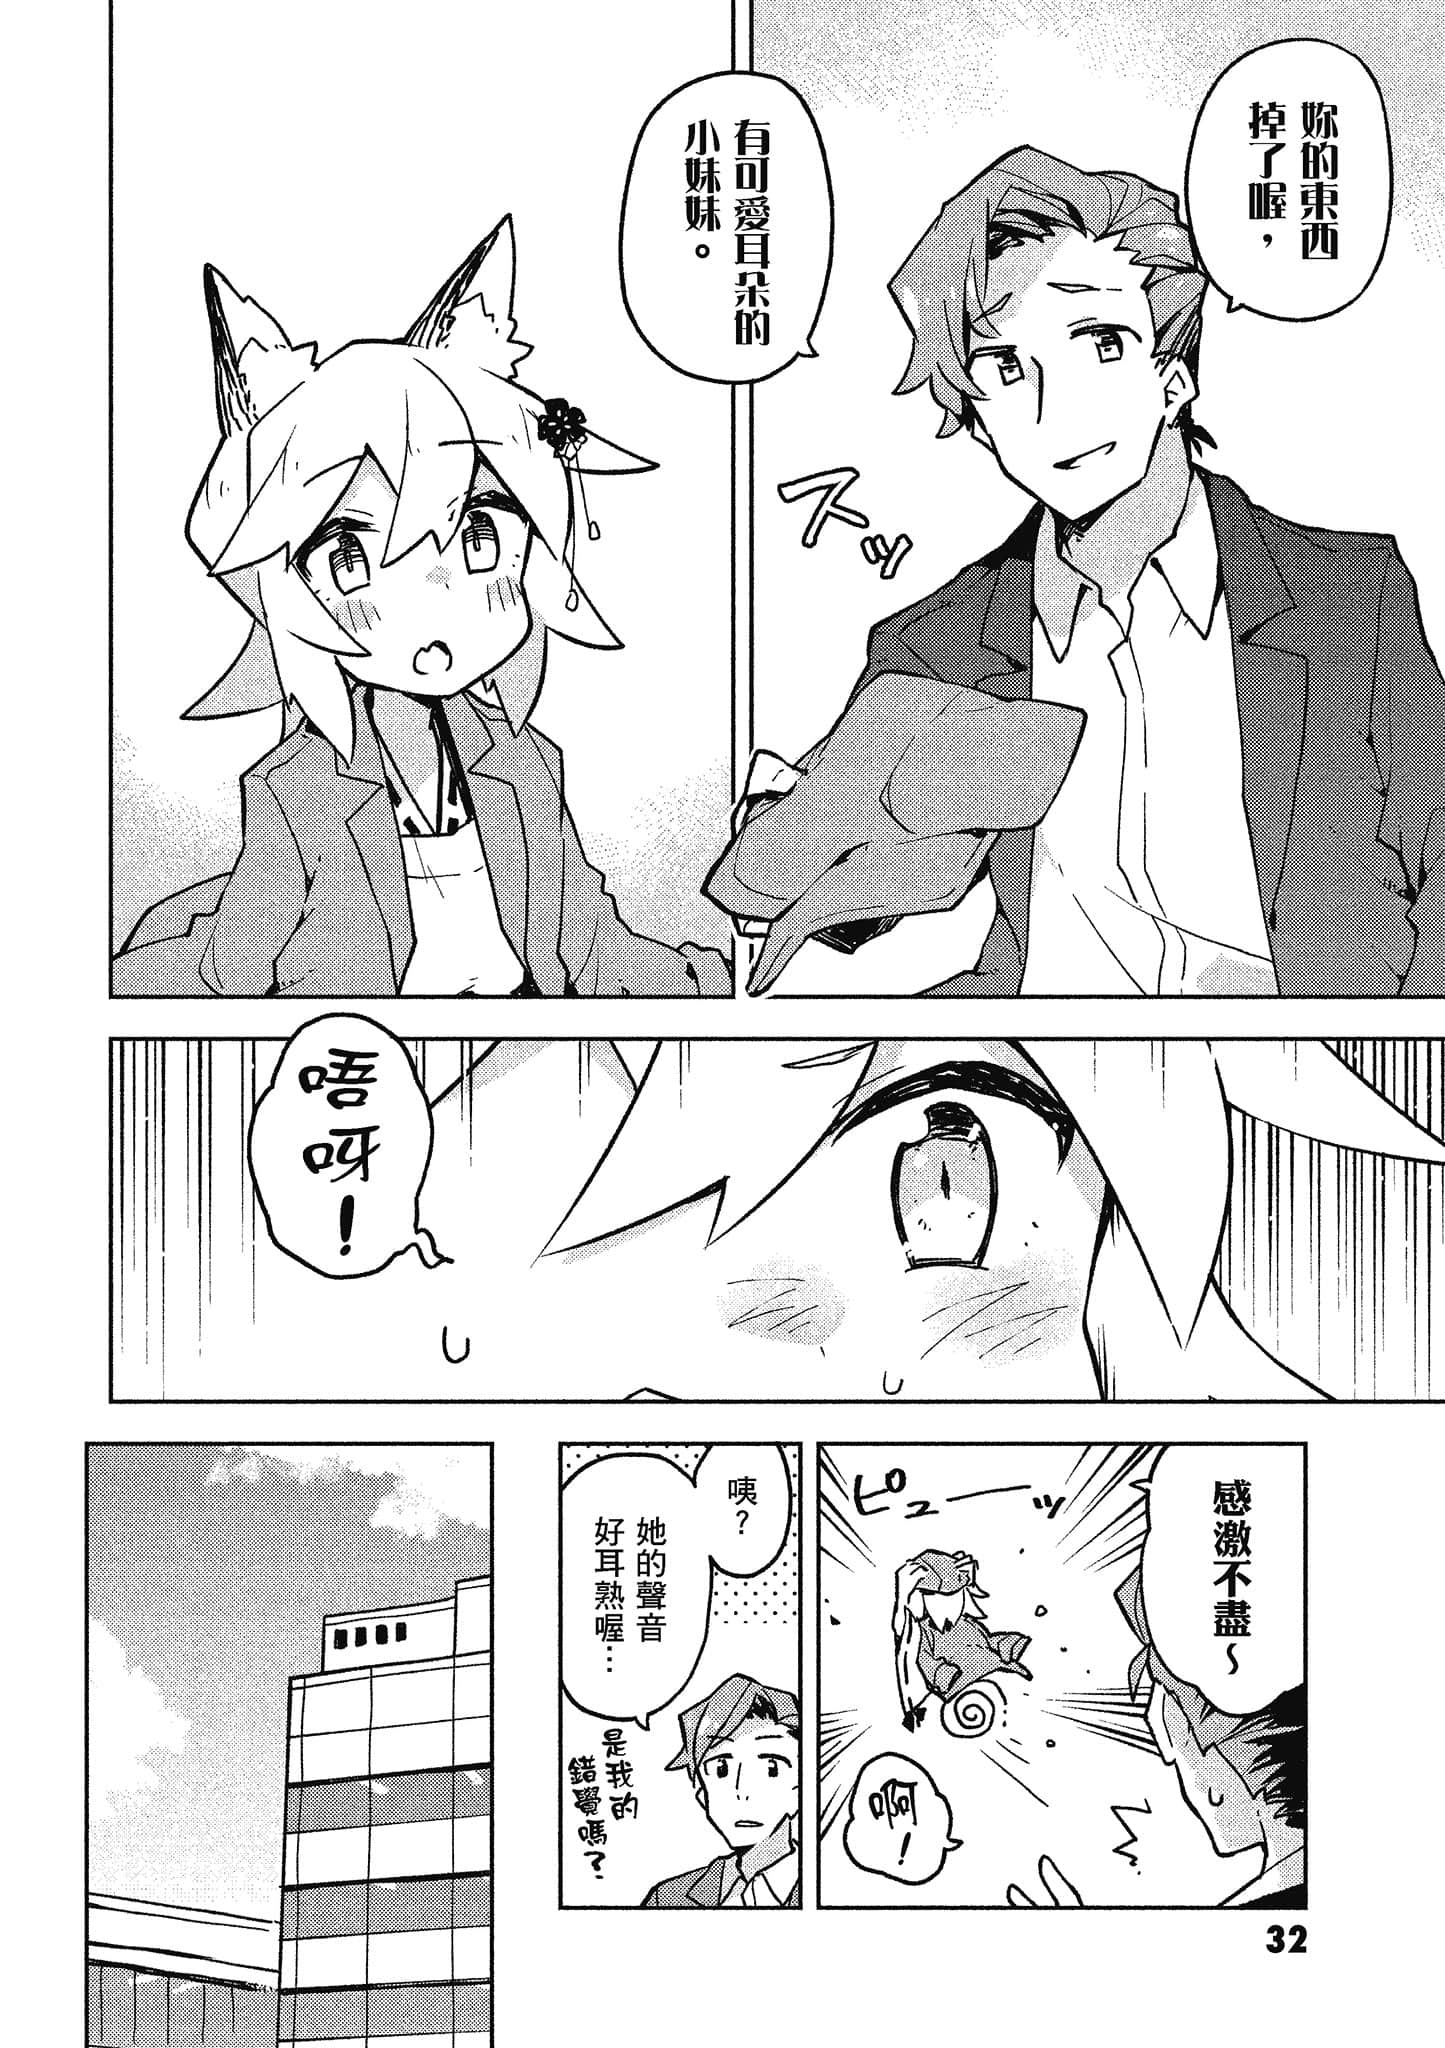 妳的東西
掉了喔，
有可愛耳朵的
小妹妹。
スッ
唔
呀！
感激不盡～
ピューーッ
啊！
咦？
她的聲音
好耳熟喔…
是我的
錯覺嗎？
32